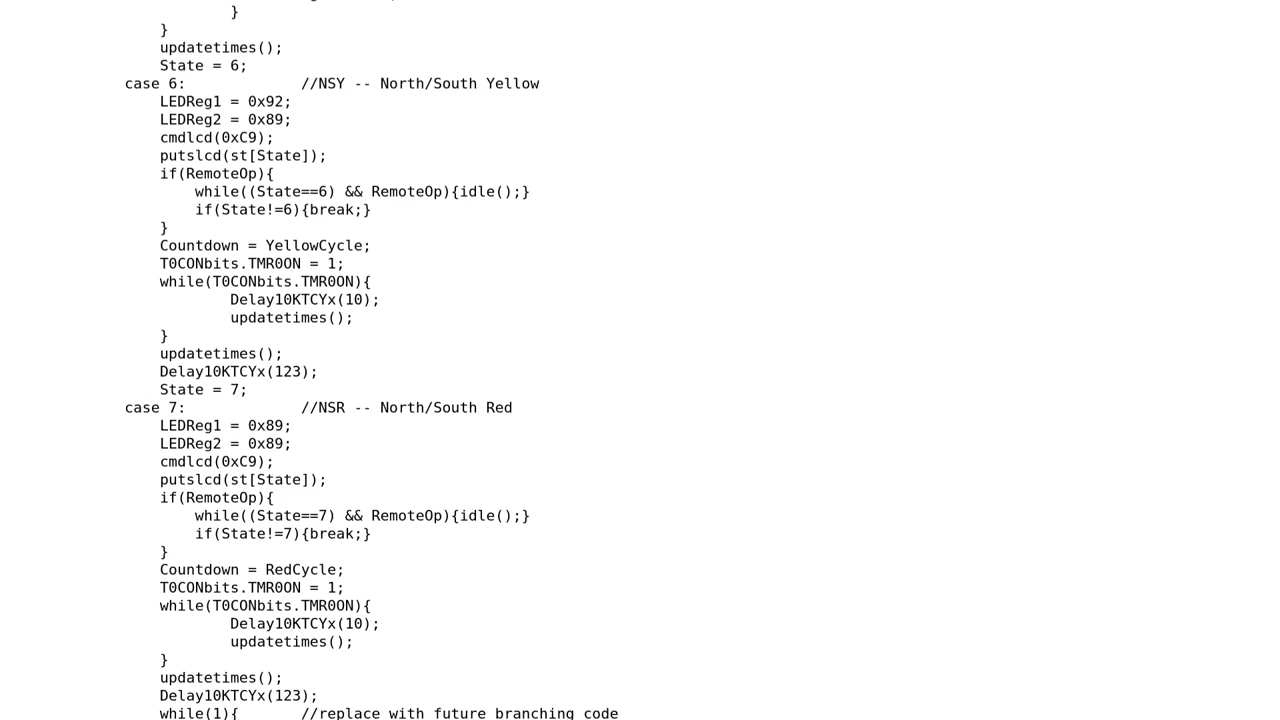 }
}
updatetimes();
State = 6;
case 6: //NSY -- North/South Yellow
LEDReg1 = 0x92;
LEDReg2 = 0x89;
cmdlcd(0xC9);
putslcd(st[State]);
if(RemoteOp){
while((State==6) && RemoteOp){idle();}
if(State!=6){break;}
}
Countdown = YellowCycle;
T0CONbits.TMR0ON = 1;
while(T0CONbits.TMR0ON){
Delay10KTCYx(10);
updatetimes();
}
updatetimes();
Delay10KTCYx(123);
State = 7;
case 7: //NSR -- North/South Red
LEDReg1 = 0x89;
LEDReg2 = 0x89;
cmdlcd(0xC9);
putslcd(st[State]);
if(RemoteOp){
while((State==7) && RemoteOp){idle();}
if(State!=7){break;}
}
Countdown = RedCycle;
T0CONbits.TMR0ON = 1;
while(T0CONbits.TMR0ON){
Delay10KTCYx(10);
updatetimes();
}
updatetimes();
Delay10KTCYx(123);
while(1){ //replace with future branching code